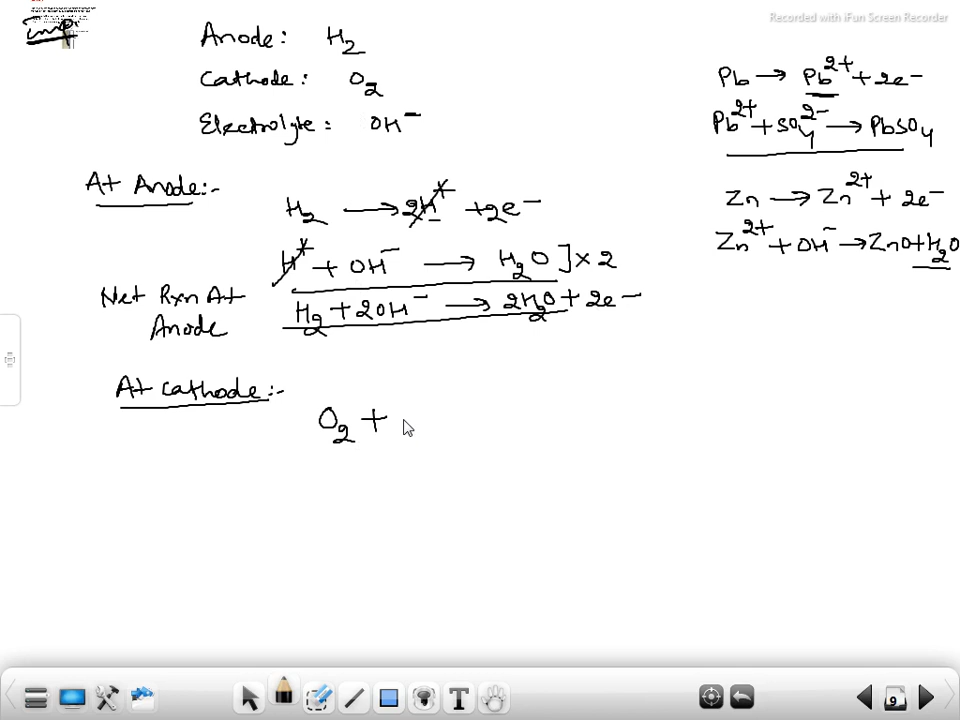 Recorded with iFun Screen Recorder
Imp:
Anode: H₂
Cathode: O₂
Electrolyte: OH⁻
At Anode:-
H₂ → 2H⁺ + 2e⁻
H⁺ + OH⁻ → H₂O ] × 2
Net Rxn At Anode
H₂ + 2OH⁻ → 2H₂O + 2e⁻
At cathode:-
O₂ +
Pb → Pb²⁺ + 2e⁻
Pb²⁺ + SO₄²⁻ → PbSO₄
Zn → Zn²⁺ + 2e⁻
Zn²⁺ + OH⁻ → ZnO + H₂O
9